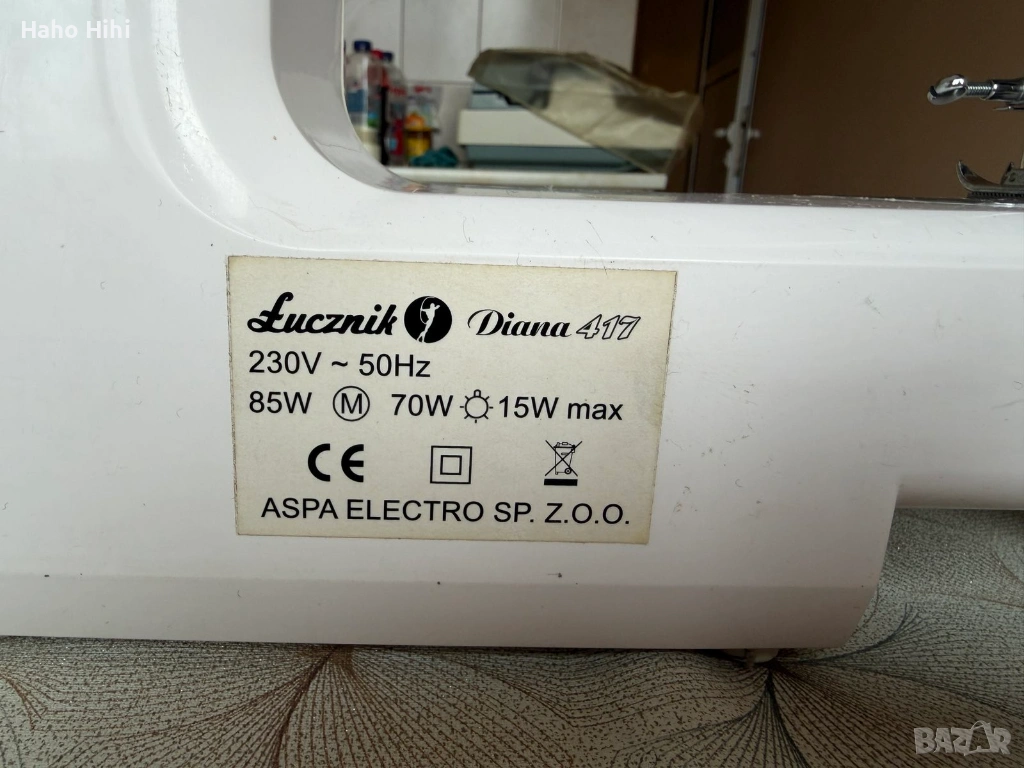 Haho Hihi
Łucznik Diana 417
230V ~ 50Hz
85W M 70W 15W max
CE
ASPA ELECTRO SP. Z.O.O.
BAZAR